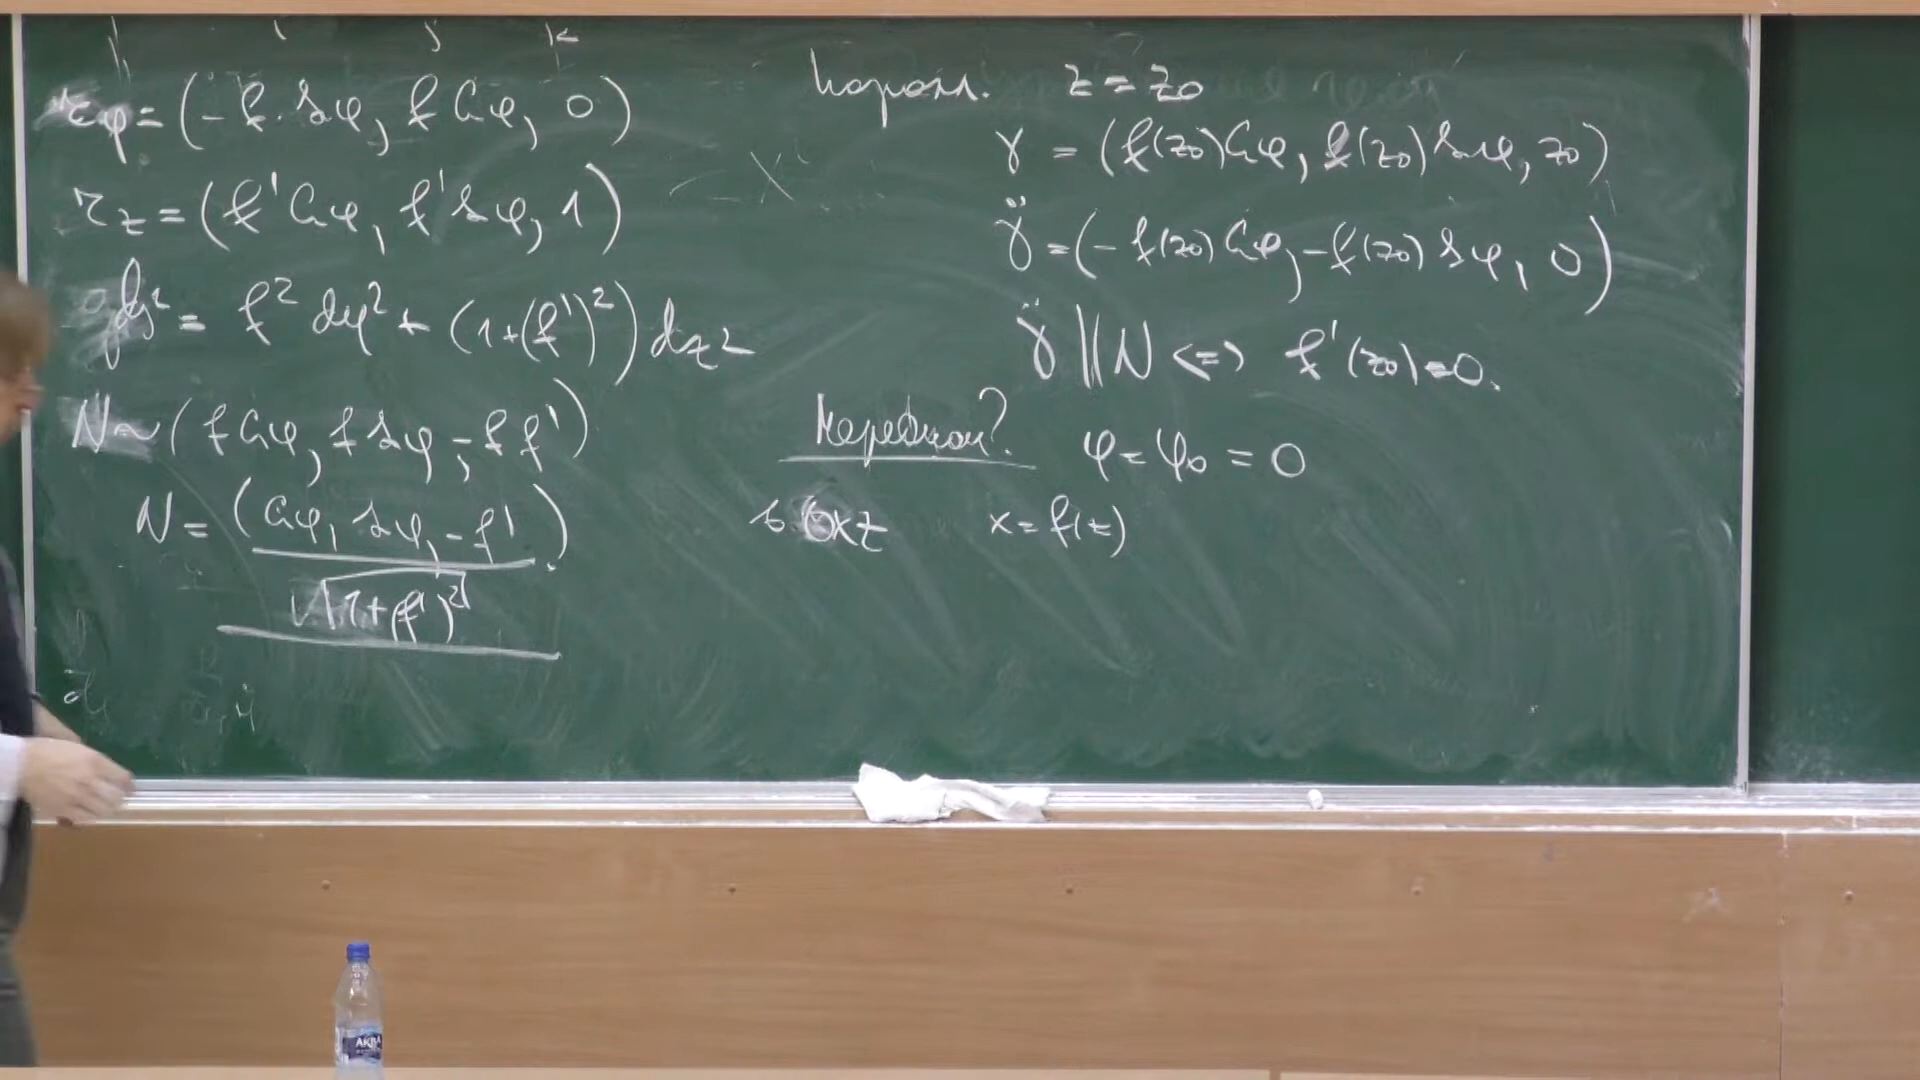 i j k
r_φ = (-f·sφ, f Cφ, 0)
r_z = (f' Cφ, f' sφ, 1)
ds² = f² dφ² + (1+(f')²) dz²
N ~ (f Cφ, f sφ, -f f')
N = (Cφ, sφ, -f') / √(1+(f')²).
Паралл. z = z₀
γ = (f(z₀) Cφ, f(z₀) sφ, z₀)
γ̈ = (-f(z₀) Cφ, -f(z₀) sφ, 0)
γ̈ ∥ N <=> f'(z₀)=0.
Меридиан? φ = φ₀ = 0
в Oxz x = f(z)
АКВА